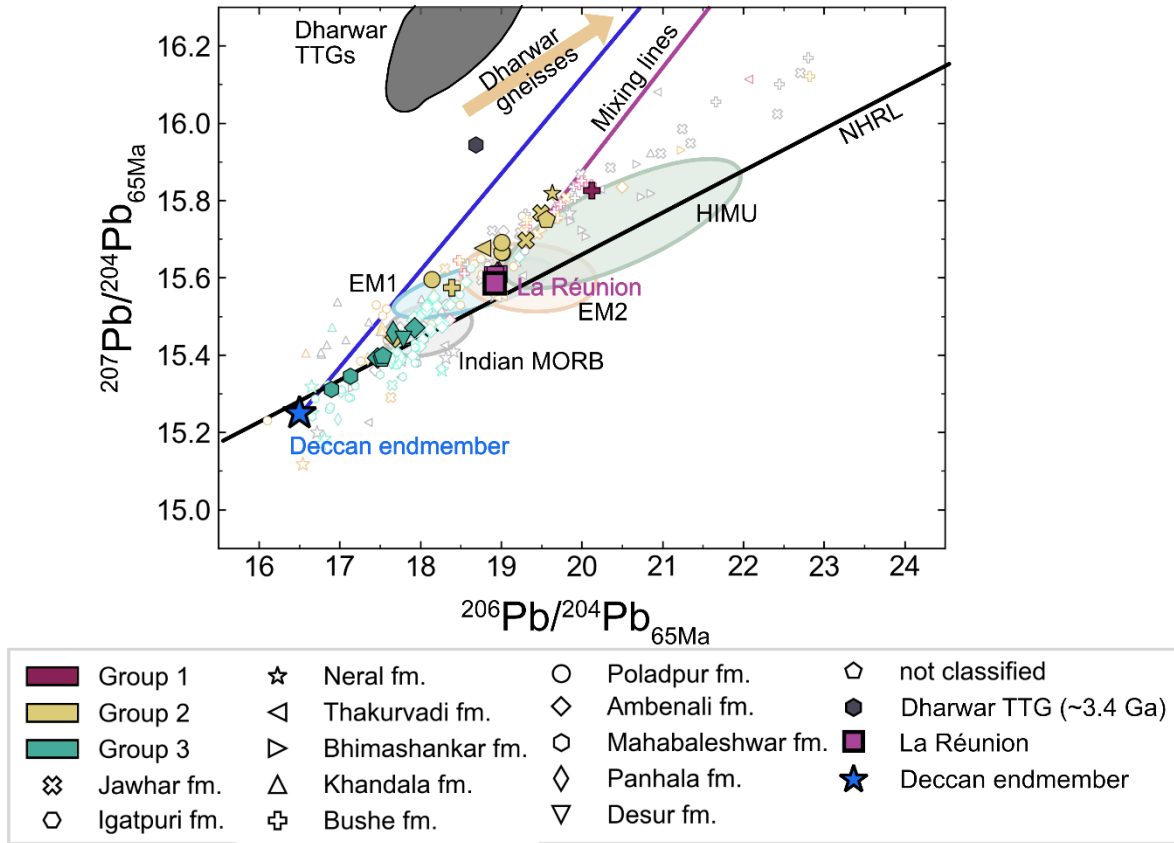 Dharwar
TTGs
Dharwar
gneisses
Mixing lines
NHRL
HIMU
EM1
La Réunion
EM2
Indian MORB
Deccan endmember
16.2
16.0
15.8
15.6
15.4
15.2
15.0
²⁰⁷Pb/²⁰⁴Pb₆₅Ma
16 17 18 19 20 21 22 23 24
²⁰⁶Pb/²⁰⁴Pb₆₅Ma
Group 1
Group 2
Group 3
Jawhar fm.
Igatpuri fm.
Neral fm.
Thakurvadi fm.
Bhimashankar fm.
Khandala fm.
Bushe fm.
Poladpur fm.
Ambenali fm.
Mahabaleshwar fm.
Panhala fm.
Desur fm.
not classified
Dharwar TTG (~3.4 Ga)
La Réunion
Deccan endmember